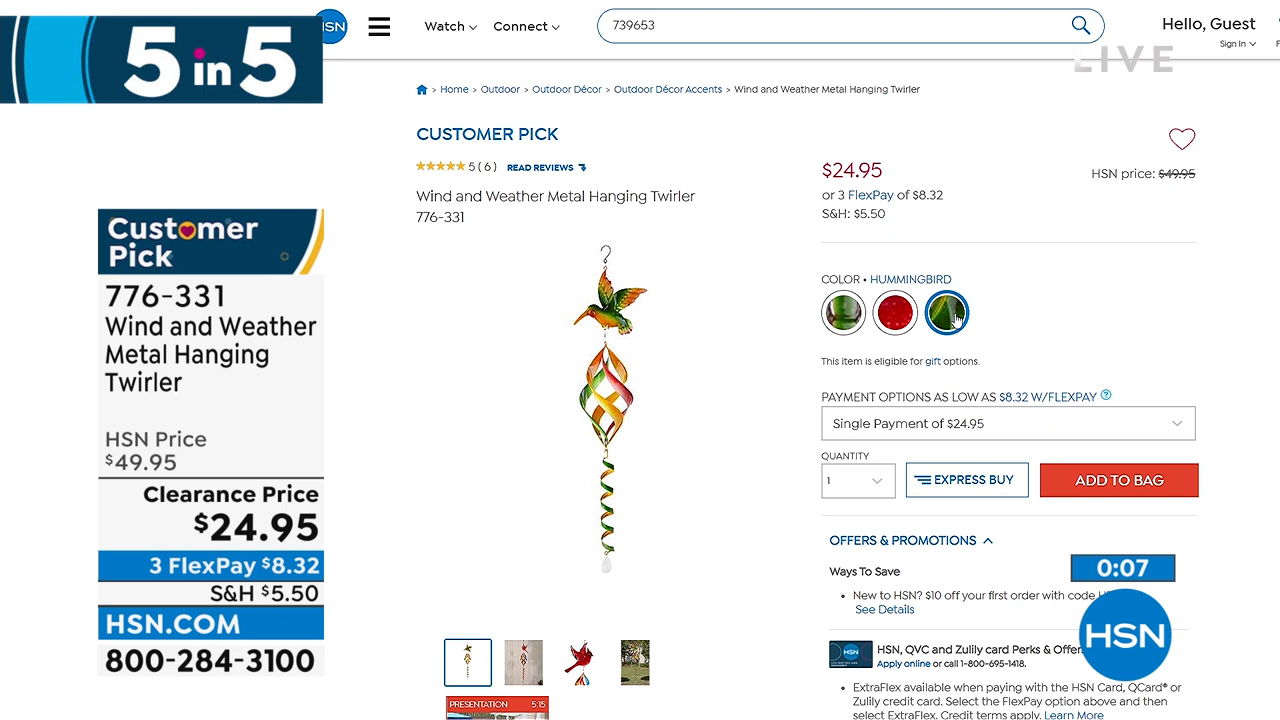 5 in 5
HSN
Watch
Connect
739653
Hello, Guest
Sign In
LIVE
> Home > Outdoor > Outdoor Décor > Outdoor Décor Accents > Wind and Weather Metal Hanging Twirler
CUSTOMER PICK
5 ( 6 ) READ REVIEWS
Wind and Weather Metal Hanging Twirler
776-331
$24.95
HSN price: $49.95
or 3 FlexPay of $8.32
S&H: $5.50
COLOR • HUMMINGBIRD
This item is eligible for gift options.
PAYMENT OPTIONS AS LOW AS $8.32 W/FLEXPAY ?
Single Payment of $24.95
QUANTITY
1
EXPRESS BUY
ADD TO BAG
OFFERS & PROMOTIONS
Ways To Save
0:07
• New to HSN? $10 off your first order with code
See Details
HSN
HSN, QVC and Zulily card Perks & Offer
Apply online or call 1-800-695-1418.
HSN
• ExtraFlex available when paying with the HSN Card, QCard® or
Zulily credit card. Select the FlexPay option above and then
select ExtraFlex. Credit terms apply. Learn More
PRESENTATION 5:15
Customer
Pick
776-331
Wind and Weather
Metal Hanging
Twirler
HSN Price
$49.95
Clearance Price
$24.95
3 FlexPay $8.32
S&H $5.50
HSN.COM
800-284-3100